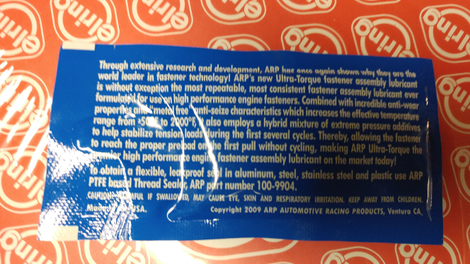 elring
elring
elring
elring
Through extensive research and development, ARP has once again shown why they are the
world leader in fastener technology! ARP's new Ultra-Torque fastener assembly lubricant
is without exception the most repeatable, most consistent fastener assembly lubricant ever
formulated for use on high performance engine fasteners. Combined with incredible anti-wear
properties and metal free anti-seize characteristics which increases the effective temperature
range from to it also employs a hybrid mixture of extreme pressure additives
to help stabilize tension loads during the first several cycles. Thereby, allowing the fastener
to reach the proper preload on the first pull without cycling, making ARP Ultra-Torque the
high performance engine fastener assembly lubricant on the market today!
To obtain a flexible, leakproof seal in aluminum, steel, stainless steel and plastic use ARP
PTFE based Thread Sealer, ARP part number 100-9904.
CAUTION: HARMFUL IF SWALLOWED, MAY CAUSE EYE, SKIN AND RESPIRATORY IRRITATION. KEEP AWAY FROM CHILDREN.
Made in USA. Copyright 2009 ARP AUTOMOTIVE RACING PRODUCTS, Ventura CA,
elring
elring